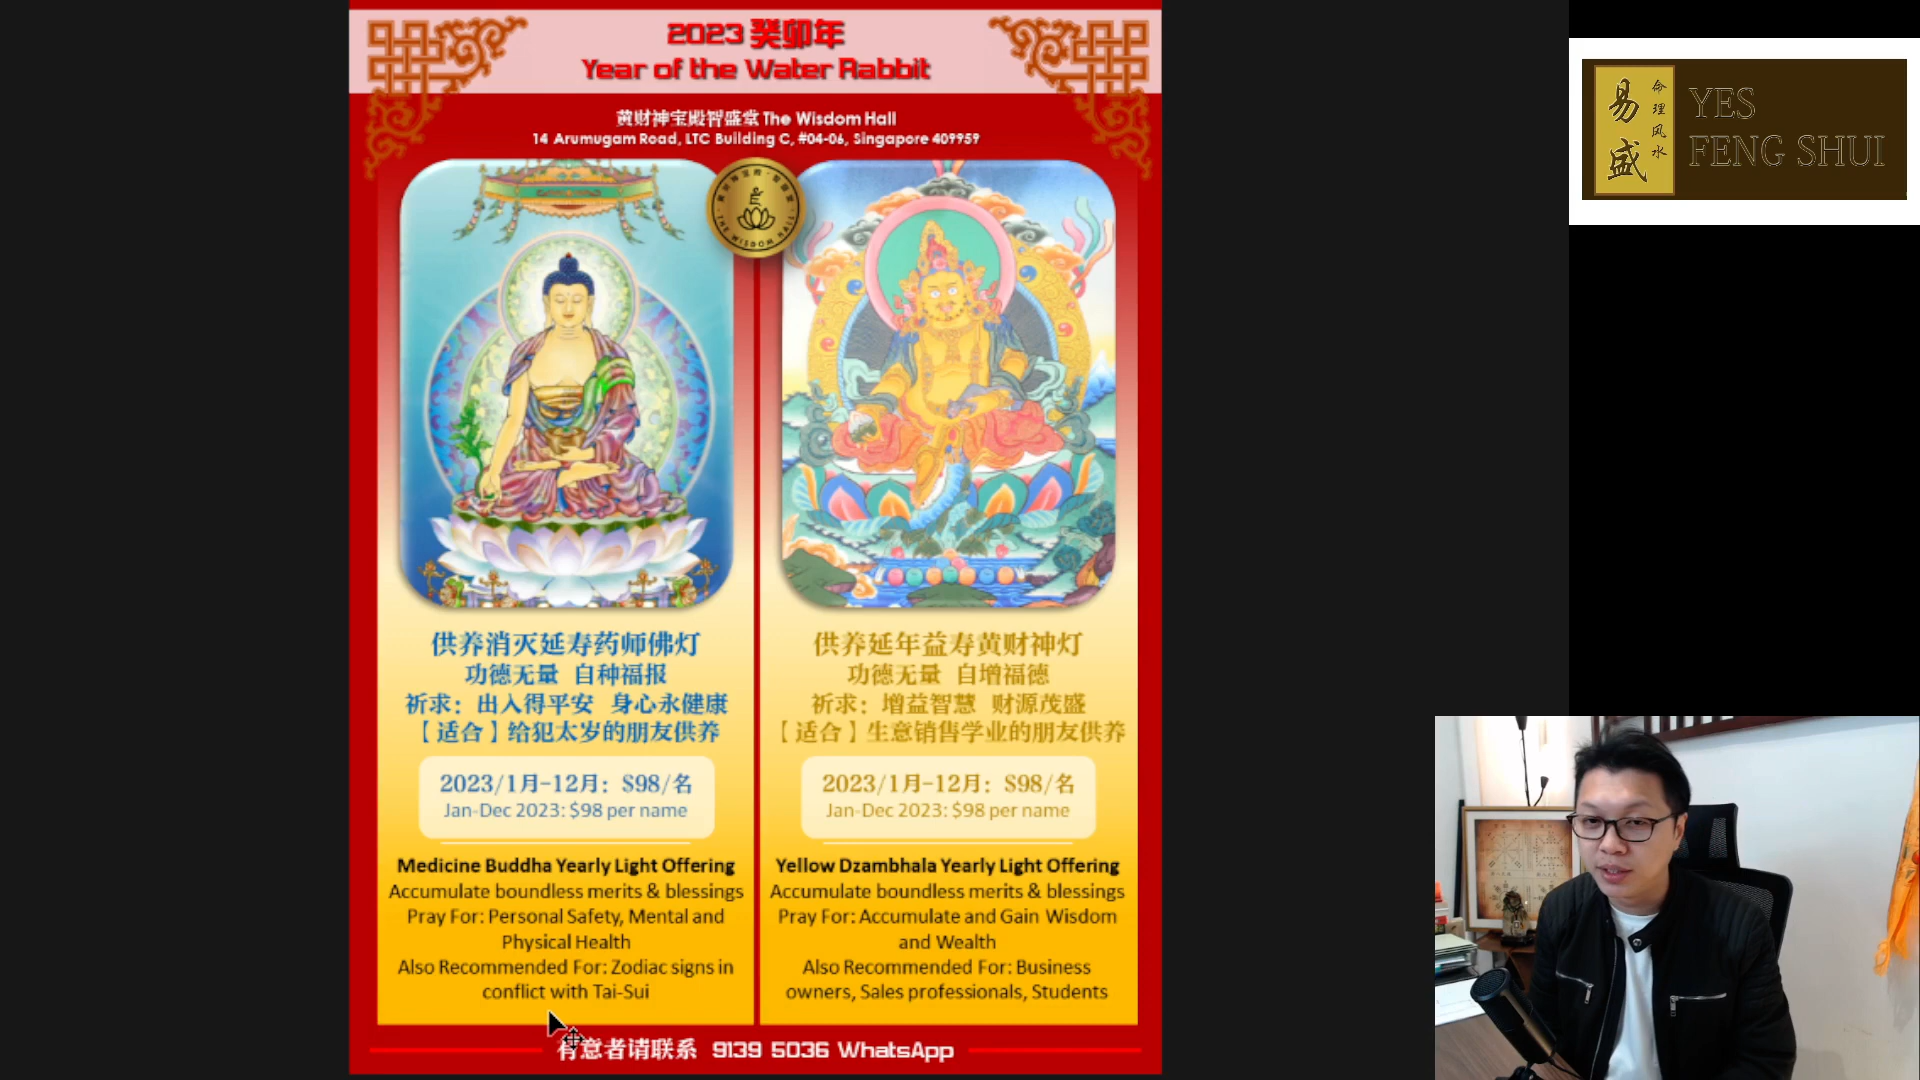 2023 癸卯年
Year of the Water Rabbit
黄财神宝殿智盛堂 The Wisdom Hall
14 Arumugam Road, LTC Building C, #04-06, Singapore 409959
THE WISDOM HALL
供养消灾延寿药师佛灯
功德无量 自种福报
祈求：出入得平安 身心永健康
【适合】给犯太岁的朋友供养
2023/1月-12月：S98/名
Jan-Dec 2023: $98 per name
Medicine Buddha Yearly Light Offering
Accumulate boundless merits & blessings
Pray For: Personal Safety, Mental and
Physical Health
Also Recommended For: Zodiac signs in
conflict with Tai-Sui
供养延年益寿黄财神灯
功德无量 自增福德
祈求：增益智慧 财源茂盛
【适合】生意销售学业的朋友供养
2023/1月-12月：S98/名
Jan-Dec 2023: $98 per name
Yellow Dzambhala Yearly Light Offering
Accumulate boundless merits & blessings
Pray For: Accumulate and Gain Wisdom
and Wealth
Also Recommended For: Business
owners, Sales professionals, Students
有意者请联系 9139 5036 WhatsApp
易盛
命理风水
YES
FENG SHUI